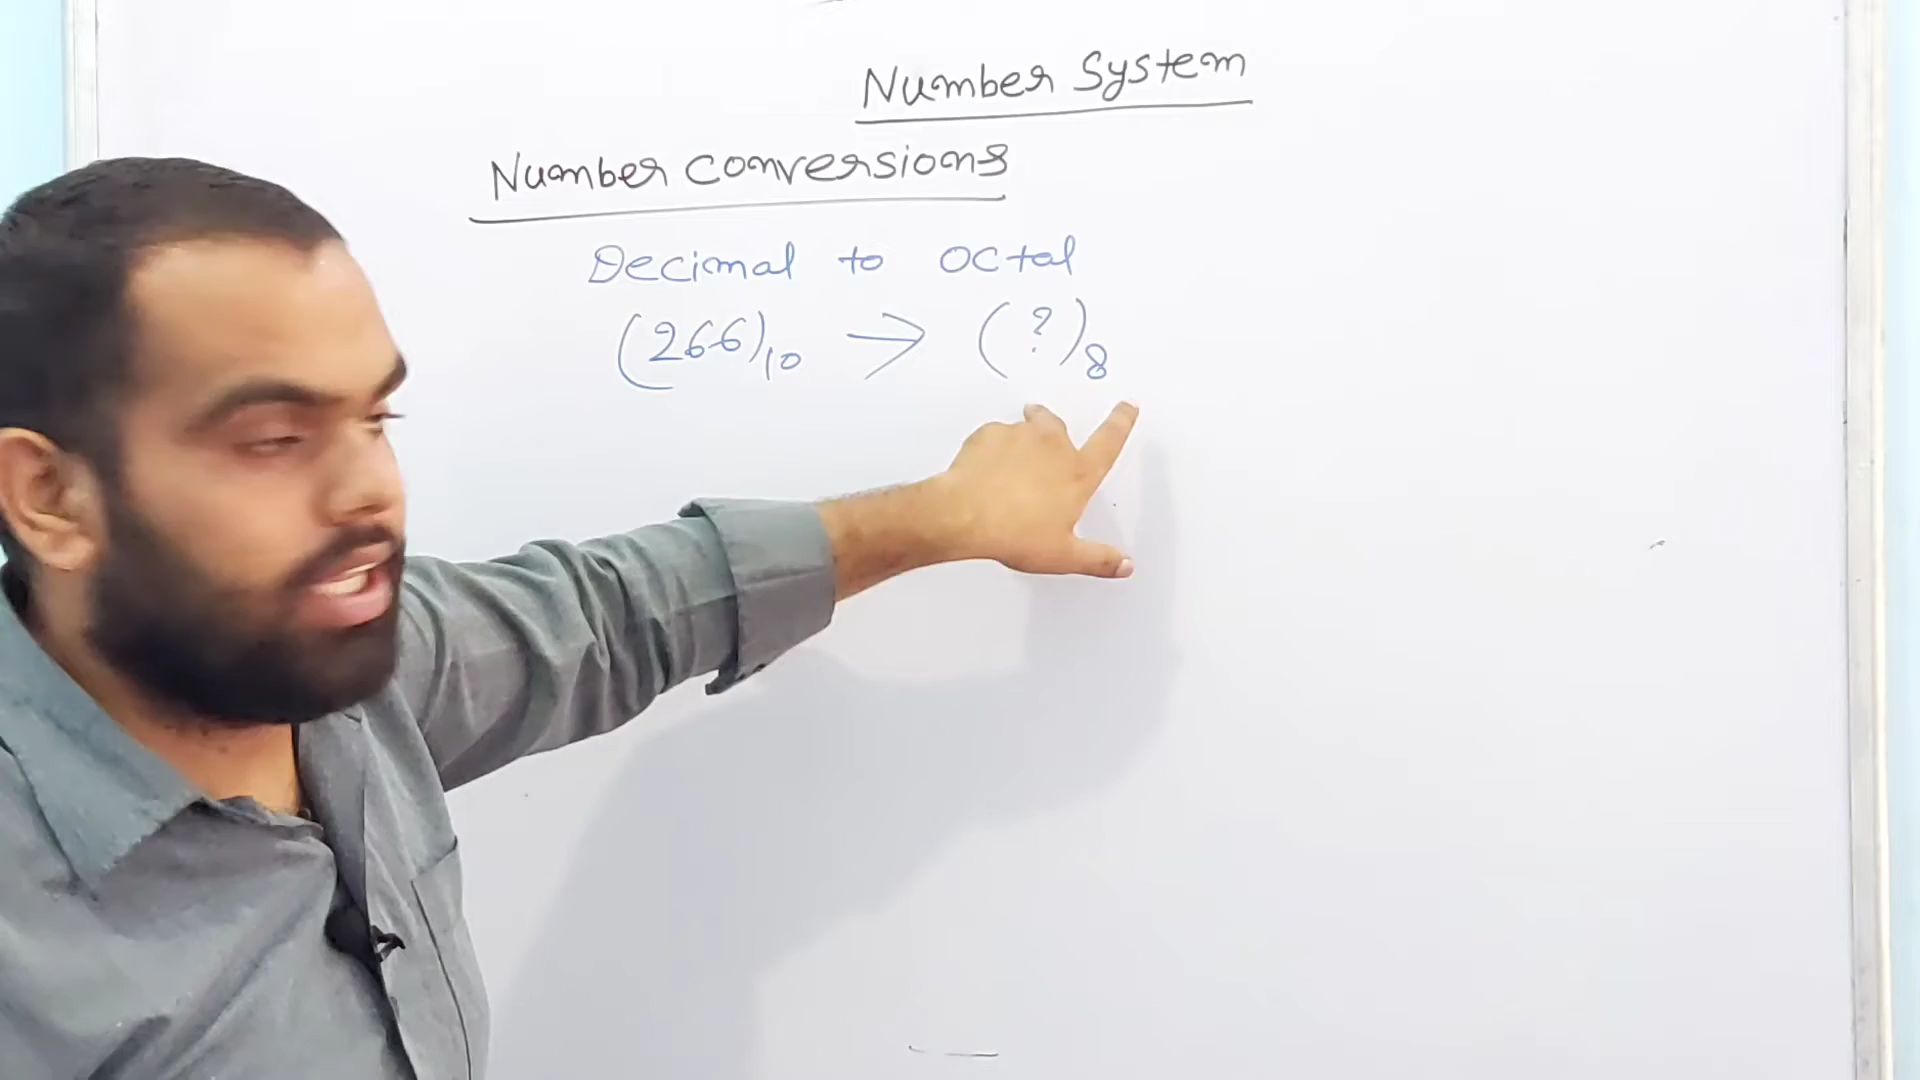 Number System
Number Conversions
Decimal to Octal
(266)₁₀ → (?)₈